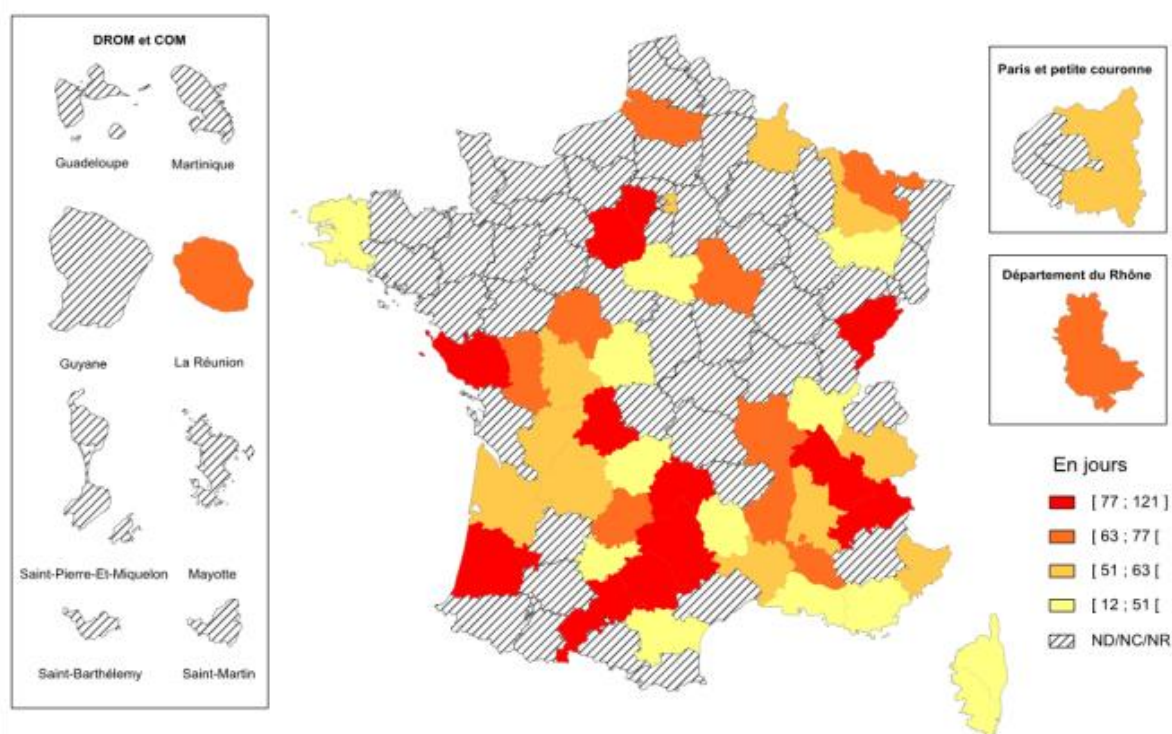 DROM et COM
Guadeloupe
Martinique
Guyane
La Réunion
Saint-Pierre-Et-Miquelon
Mayotte
Saint-Barthélemy
Saint-Martin
Paris et petite couronne
Département du Rhône
En jours
[ 77 ; 121 ]
[ 63 ; 77 [
[ 51 ; 63 [
[ 12 ; 51 [
ND/NC/NR